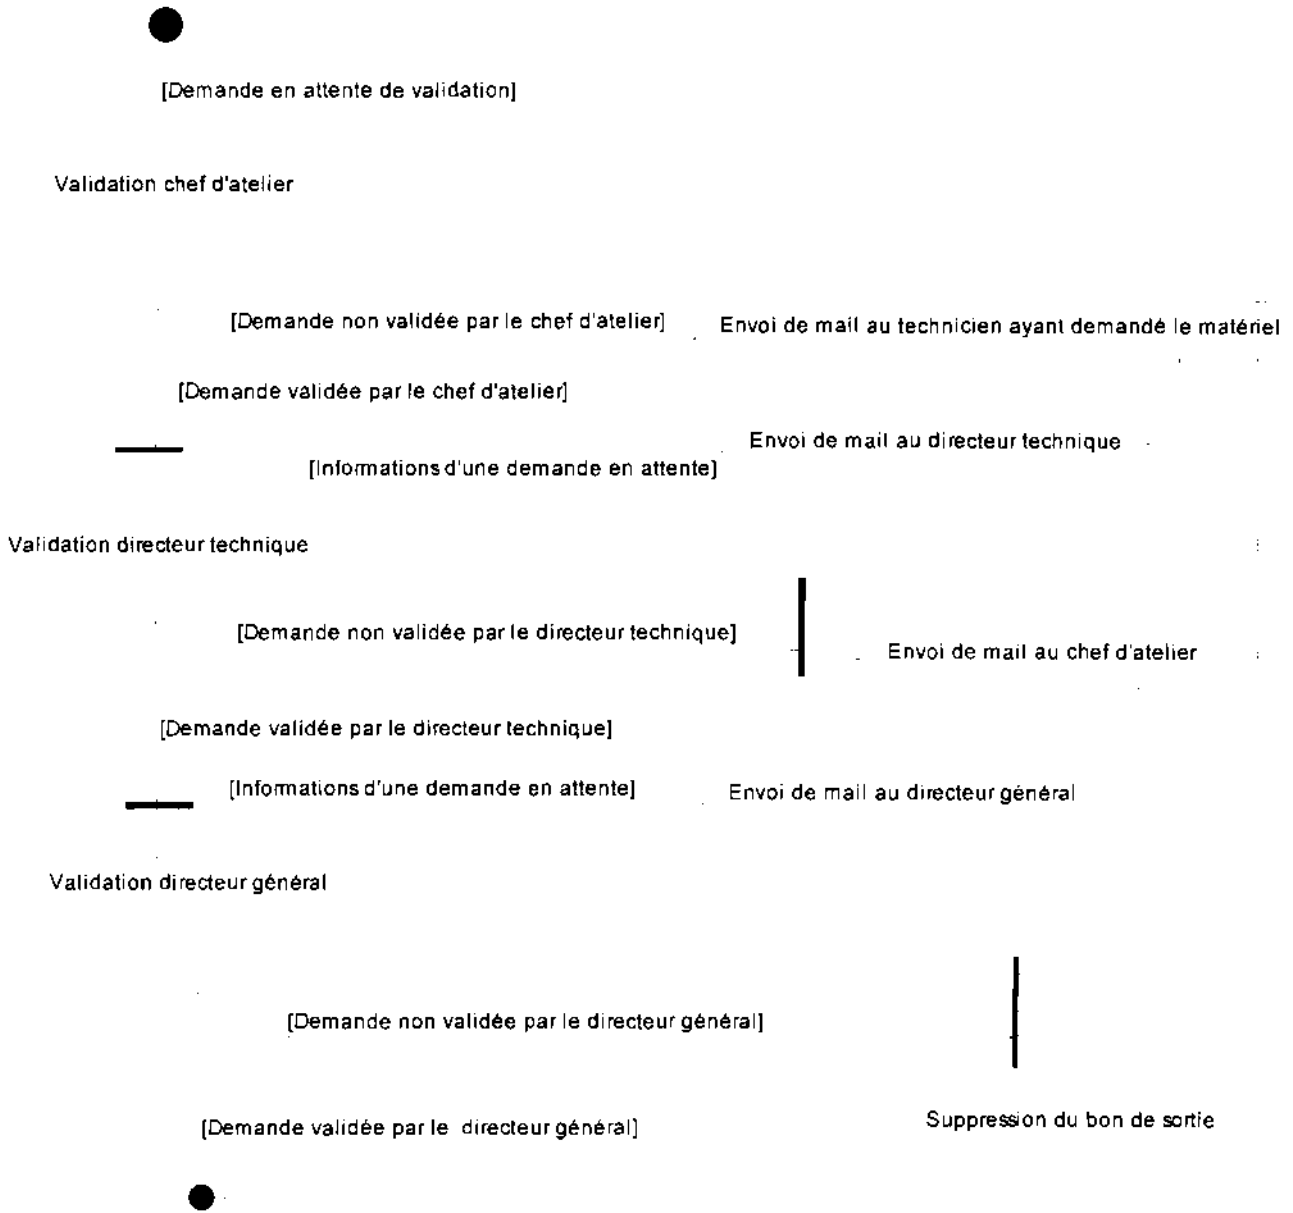 [Demande en attente de validation]
Validation chef d'atelier
[Demande non validée par le chef d'atelier]
Envoi de mail au technicien ayant demandé le matériel
[Demande validée par le chef d'atelier]
Envoi de mail au directeur technique
[Informations d'une demande en attente]
Validation directeur technique
[Demande non validée par le directeur technique]
Envoi de mail au chef d'atelier
[Demande validée par le directeur technique]
[Informations d'une demande en attente]
Envoi de mail au directeur général
Validation directeur général
[Demande non validée par le directeur général]
[Demande validée par le directeur général]
Suppression du bon de sortie